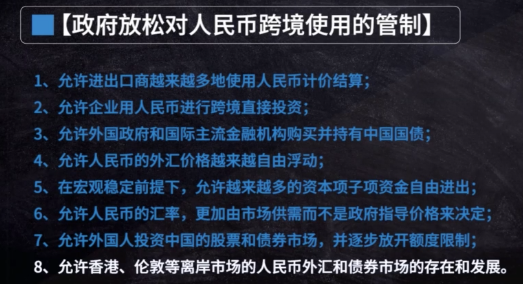 【政府放松对人民币跨境使用的管制】
1、允许进出口商越来越多地使用人民币计价结算；
2、允许企业用人民币进行跨境直接投资；
3、允许外国政府和国际主流金融机构购买并持有中国国债；
4、允许人民币的外汇价格越来越自由浮动；
5、在宏观稳定前提下，允许越来越多的资本项子项资金自由进出；
6、允许人民币的汇率，更加由市场供需而不是政府指导价格来决定；
7、允许外国人投资中国的股票和债券市场，并逐步放开额度限制；
8、允许香港、伦敦等离岸市场的人民币外汇和债券市场的存在和发展。